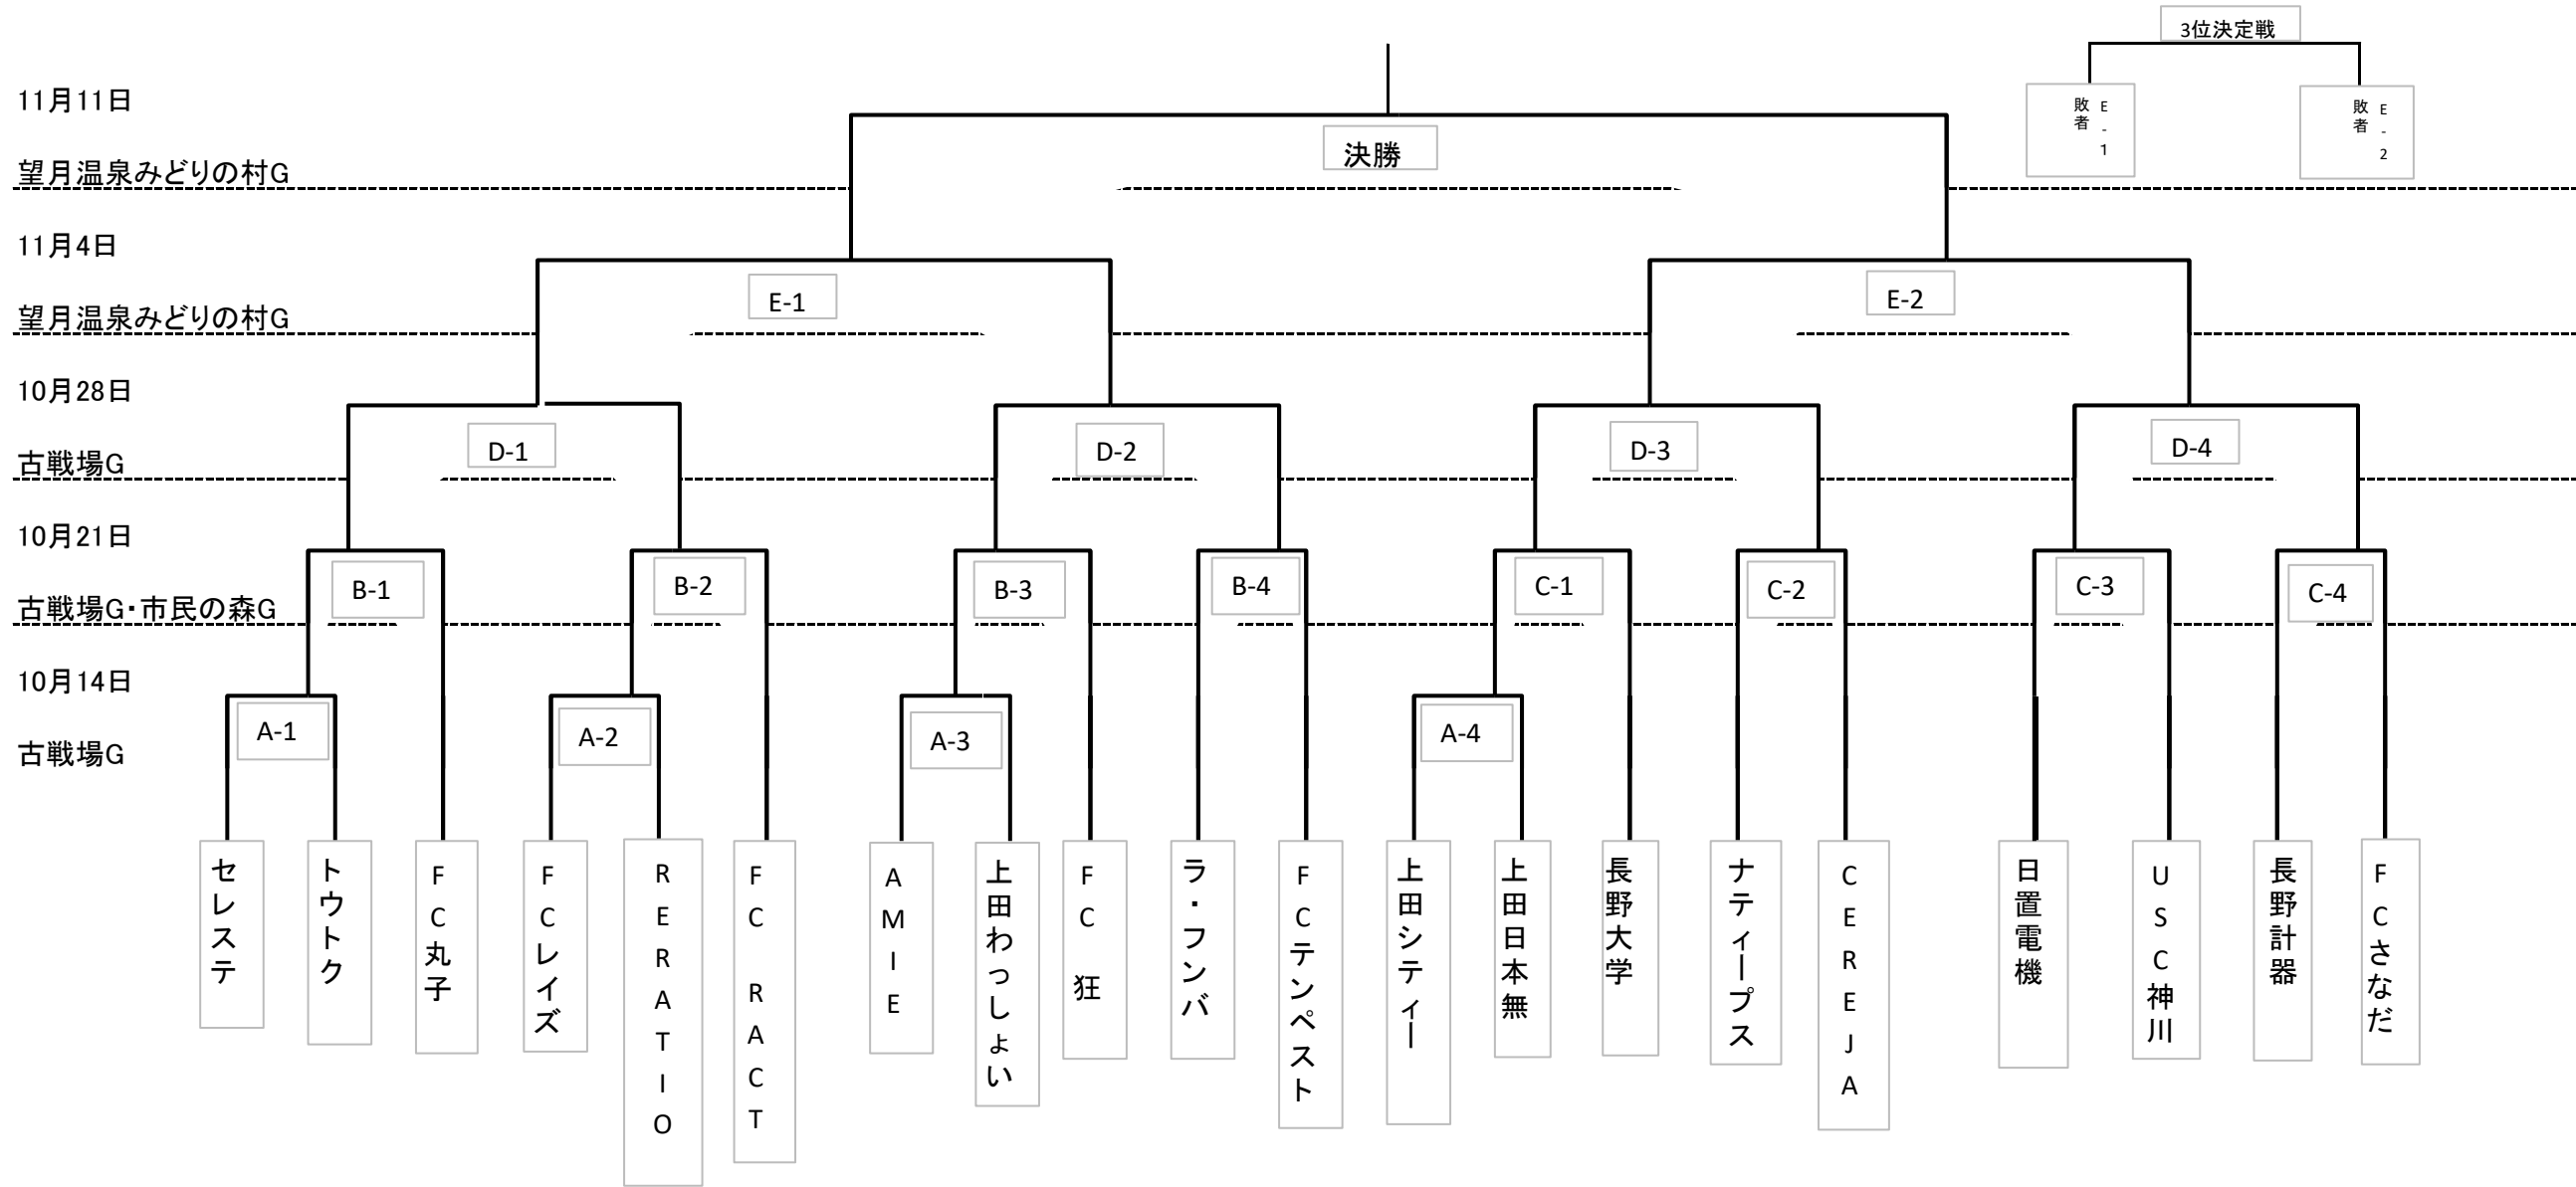 3位決定戦
11月11日
E-1
敗者
E-2
敗者
決勝
望月温泉みどりの村G
11月4日
E-1
E-2
望月温泉みどりの村G
10月28日
D-1
D-2
D-3
D-4
古戦場G
10月21日
B-1
B-2
B-3
B-4
C-1
C-2
C-3
C-4
古戦場G・市民の森G
10月14日
A-1
A-2
A-3
A-4
古戦場G
セレステ
トウトク
FC丸子
FCレイズ
RERATIO
FC RACT
AMIE
上田わっしょい
FC 狂
ラ・フンバ
FCテンペスト
上田シティー
上田日本無
長野大学
ナティープス
CEREJA
日置電機
USC神川
長野計器
FCさなだ